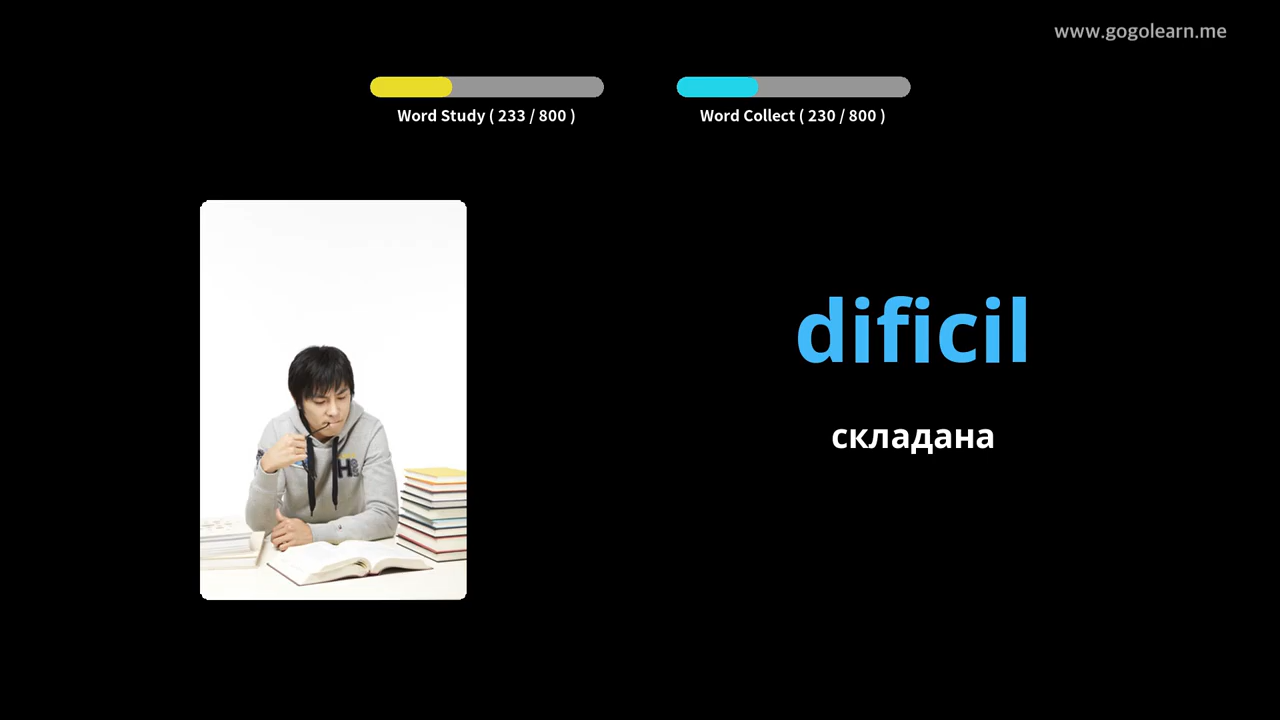 www.gogolearn.me
Word Study ( 233 / 800 )
Word Collect ( 230 / 800 )
dificil
складана
H